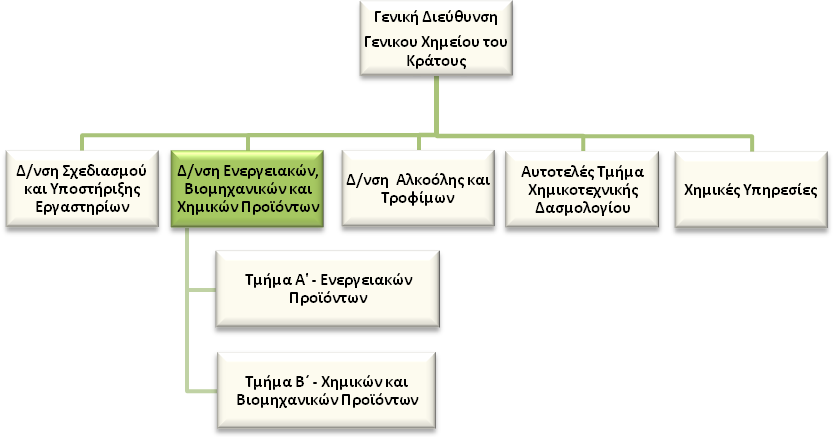 Γενική Διεύθυνση
Γενικου Χημείου του
Κράτους
Δ/νση Σχεδιασμού
και Υποστήριξης
Εργαστηρίων
Δ/νση Ενεργειακών,
Βιομηχανικών και
Χημικών Προϊόντων
Δ/νση Αλκοόλης και
Τροφίμων
Αυτοτελές Τμήμα
Χημικοτεχνικής
Δασμολογίου
Χημικές Υπηρεσίες
Τμήμα Α' - Ενεργειακών
Προϊόντων
Τμήμα Β΄ - Χημικών και
Βιομηχανικών Προϊόντων